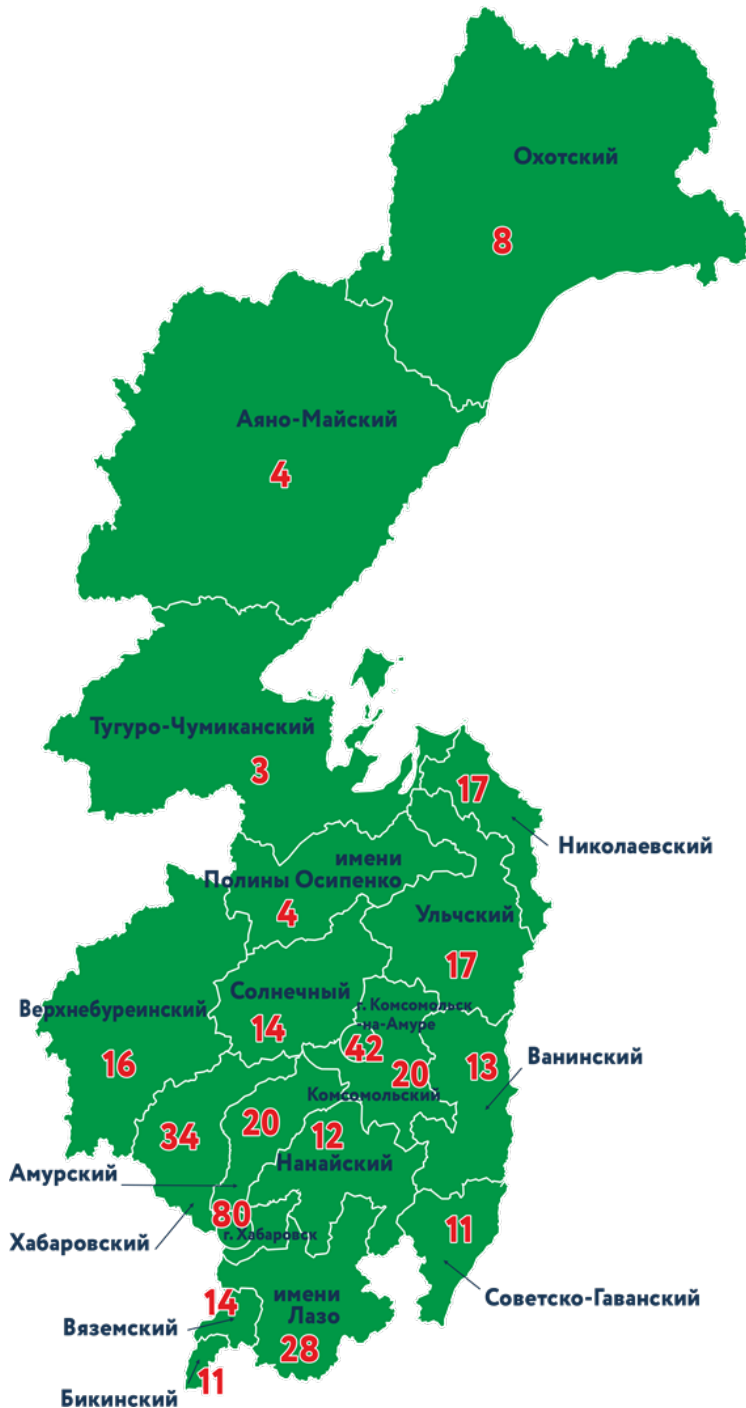 Охотский
8
Аяно-Майский
4
Тугуро-Чумиканский
3
17
Николаевский
имени
Полины Осипенко
4
Ульчский
17
Верхнебуреинский
16
Солнечный
14
г. Комсомольск
-на-Амуре
42
20
Комсомольский
13
Ванинский
34
20
12
Нанайский
Амурский
Хабаровский
80
г. Хабаровск
11
Советско-Гаванский
14
Вяземский
имени
Лазо
28
11
Бикинский